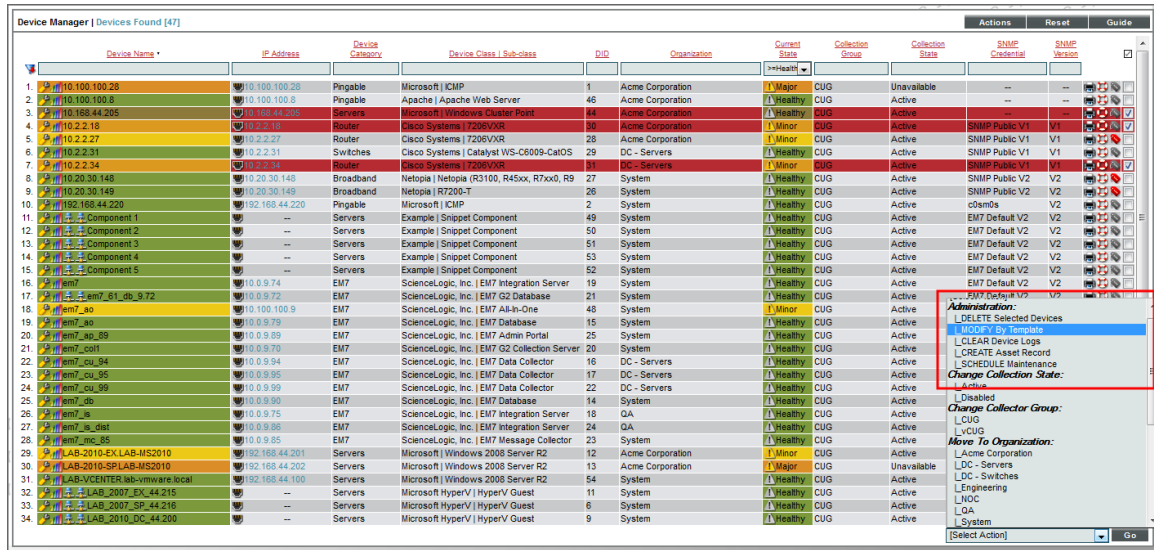 Device Manager | Devices Found [47] Actions Reset Guide
Device Name IP Address Device Category Device Class | Sub-class DID Organization Current State Collection Group Collection State SNMP Credential SNMP Version
>=Health
1. 10.100.100.28 10.100.100.28 Pingable Microsoft | ICMP 1 Acme Corporation Major CUG Unavailable -- --
2. 10.100.100.8 10.100.100.8 Pingable Apache | Apache Web Server 46 Acme Corporation Healthy CUG Active -- --
3. 10.168.44.205 10.168.44.205 Servers Microsoft | Windows Cluster Point 44 Acme Corporation Healthy CUG Active -- --
4. 10.2.2.18 10.2.2.18 Router Cisco Systems | 7206VXR 30 Acme Corporation Minor CUG Active SNMP Public V1 V1
5. 10.2.2.27 10.2.2.27 Router Cisco Systems | 7206VXR 28 Acme Corporation Minor CUG Active SNMP Public V1 V1
6. 10.2.2.31 10.2.2.31 Switches Cisco Systems | Catalyst WS-C6009-CatOS 29 DC - Servers Healthy CUG Active SNMP Public V1 V1
7. 10.2.2.34 10.2.2.34 Router Cisco Systems | 7206VXR 31 DC - Servers Minor CUG Active SNMP Public V1 V1
8. 10.20.30.148 10.20.30.148 Broadband Netopia | Netopia (R3100, R45xx, R7xx0, R9 27 System Healthy CUG Active SNMP Public V2 V2
9. 10.20.30.149 10.20.30.149 Broadband Netopia | R7200-T 26 System Healthy CUG Active SNMP Public V2 V2
10. 192.168.44.220 192.168.44.220 Pingable Microsoft | ICMP 2 System Healthy CUG Active c0sm0s V2
11. Component 1 -- Servers Example | Snippet Component 49 System Healthy CUG Active EM7 Default V2 V2
12. Component 2 -- Servers Example | Snippet Component 50 System Healthy CUG Active EM7 Default V2 V2
13. Component 3 -- Servers Example | Snippet Component 51 System Healthy CUG Active EM7 Default V2 V2
14. Component 4 -- Servers Example | Snippet Component 53 System Healthy CUG Active EM7 Default V2 V2
15. Component 5 -- Servers Example | Snippet Component 52 System Healthy CUG Active EM7 Default V2 V2
16. em7 10.0.9.74 EM7 ScienceLogic, Inc. | EM7 Integration Server 19 System Healthy CUG Active EM7 Default V2 V2
17. em7_61_db_9.72 10.0.9.72 EM7 ScienceLogic, Inc. | EM7 G2 Database 21 System Healthy CUG Active EM7 Default V2 V2
18. em7_ao 10.100.100.9 EM7 ScienceLogic, Inc. | EM7 All-In-One 48 System Minor CUG Active
19. em7_ao 10.0.9.79 EM7 ScienceLogic, Inc. | EM7 Database 15 System Healthy CUG Active
20. em7_ap_89 10.0.9.89 EM7 ScienceLogic, Inc. | EM7 Admin Portal 25 System Healthy CUG Active
21. em7_col1 10.0.9.70 EM7 ScienceLogic, Inc. | EM7 G2 Collection Server 20 System Healthy CUG Active
22. em7_cu_94 10.0.9.94 EM7 ScienceLogic, Inc. | EM7 Data Collector 16 DC - Servers Healthy CUG Active
23. em7_cu_95 10.0.9.95 EM7 ScienceLogic, Inc. | EM7 Data Collector 17 DC - Servers Healthy CUG Active
24. em7_cu_99 10.0.9.99 EM7 ScienceLogic, Inc. | EM7 Data Collector 22 DC - Servers Healthy CUG Active
25. em7_db 10.0.9.90 EM7 ScienceLogic, Inc. | EM7 Database 14 System Healthy CUG Active
26. em7_is 10.0.9.75 EM7 ScienceLogic, Inc. | EM7 Integration Server 18 QA Healthy CUG Active
27. em7_is_dist 10.0.9.86 EM7 ScienceLogic, Inc. | EM7 Integration Server 24 QA Healthy CUG Active
28. em7_mc_85 10.0.9.85 EM7 ScienceLogic, Inc. | EM7 Message Collector 23 System Healthy CUG Active
29. LAB-2010-EX.LAB-MS2010 192.168.44.201 Servers Microsoft | Windows 2008 Server R2 12 Acme Corporation Minor CUG Active
30. LAB-2010-SP.LAB-MS2010 192.168.44.202 Servers Microsoft | Windows 2008 Server R2 13 Acme Corporation Major CUG Unavailable
31. LAB-VCENTER.lab-vmware.local 192.168.44.100 Servers Microsoft | Windows 2008 Server R2 54 System Healthy CUG Active
32. LAB_2007_EX_44.215 -- Servers Microsoft HyperV | HyperV Guest 11 System Healthy CUG Active
33. LAB_2007_SP_44.216 -- Servers Microsoft HyperV | HyperV Guest 6 System Healthy CUG Active
34. LAB_2010_DC_44.200 -- Servers Microsoft HyperV | HyperV Guest 9 System Healthy CUG Active
Administration:
|_DELETE Selected Devices
|_MODIFY By Template
|_CLEAR Device Logs
|_CREATE Asset Record
|_SCHEDULE Maintenance
Change Collection State:
|_Active
|_Disabled
Change Collector Group:
|_CUG
|_vCUG
Move To Organization:
|_Acme Corporation
|_DC - Servers
|_DC - Switches
|_Engineering
|_NOC
|_QA
|_System
[Select Action] Go